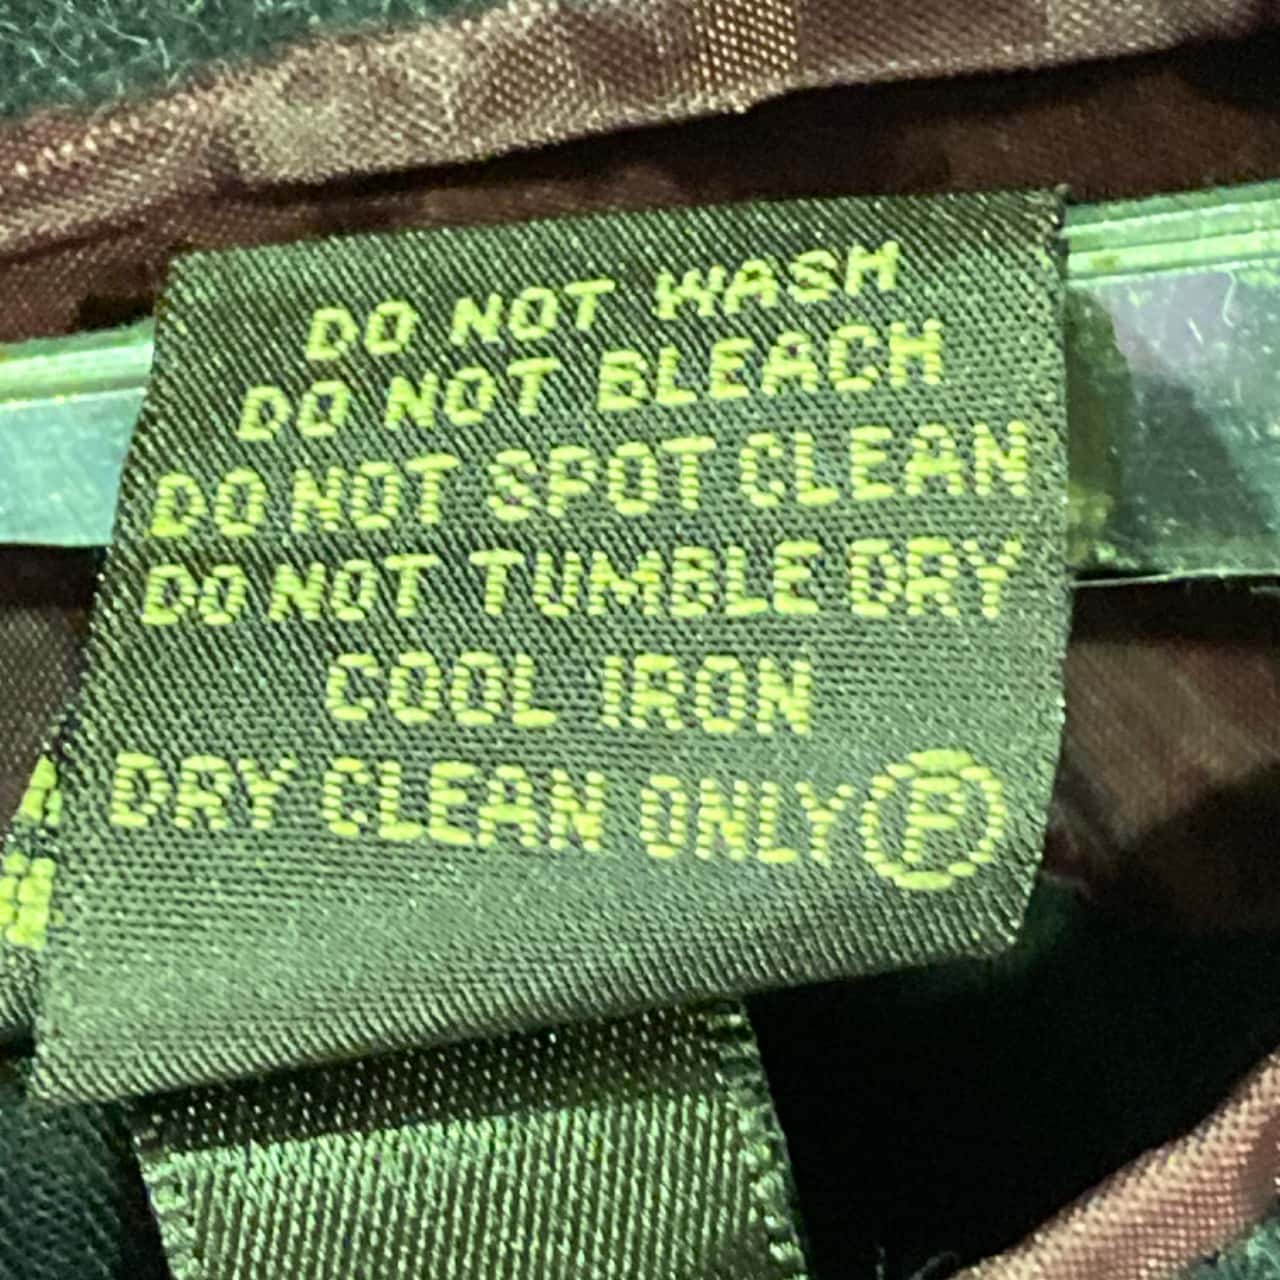 DO NOT WASH
DO NOT BLEACH
DO NOT SPOT CLEAN
DO NOT TUMBLE DRY
COOL IRON
DRY CLEAN ONLY Ⓟ